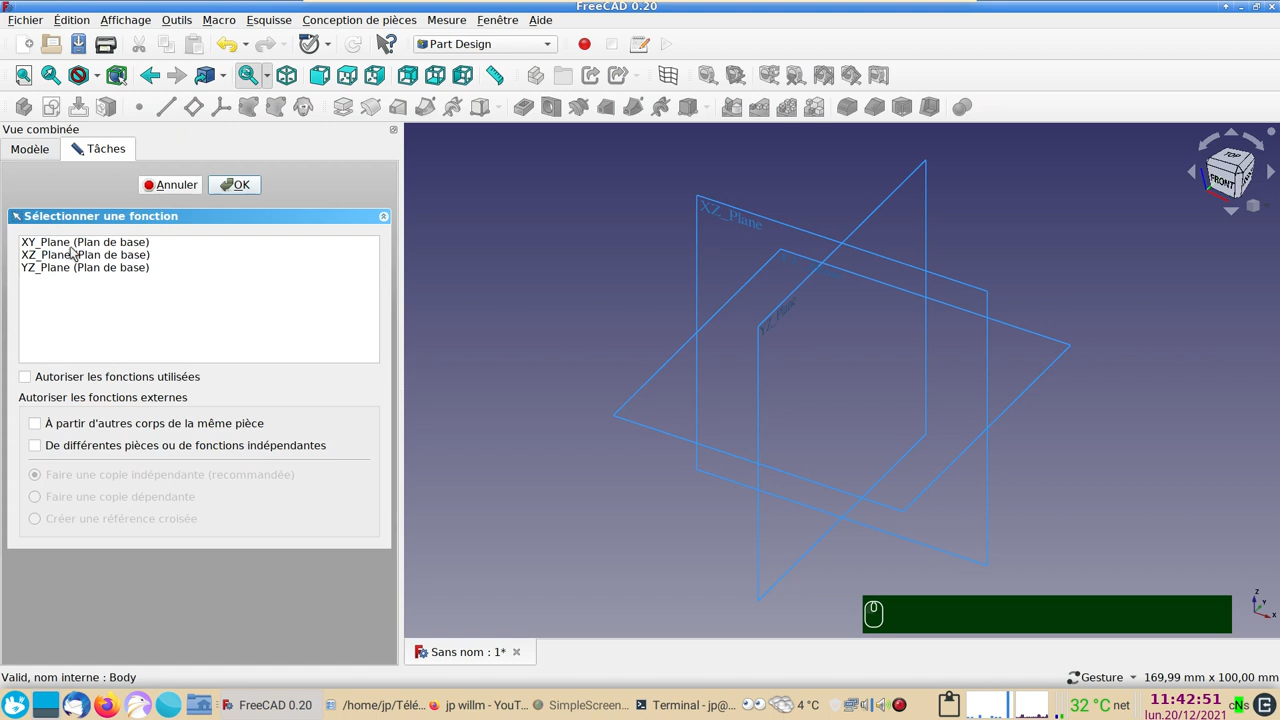 FreeCAD 0.20
Fichier Édition Affichage Outils Macro Esquisse Conception de pièces Mesure Fenêtre Aide
Part Design
Vue combinée
Modèle Tâches
Annuler OK
Sélectionner une fonction
XY_Plane (Plan de base)
XZ_Plane (Plan de base)
YZ_Plane (Plan de base)
Autoriser les fonctions utilisées
Autoriser les fonctions externes
À partir d'autres corps de la même pièce
De différentes pièces ou de fonctions indépendantes
Faire une copie indépendante (recommandée)
Faire une copie dépendante
Créer une référence croisée
XZ_Plane
YZ_Plane
TOP
FRONT
Z
Y
X
Sans nom : 1*
Valid, nom interne : Body
Gesture 169,99 mm x 100,00 mm
FreeCAD 0.20 /home/jp/Télé... jp willm - YouT... SimpleScreen... Terminal - jp@... 4 °C 32 °C net 11:42:51
lun.20/12/2021